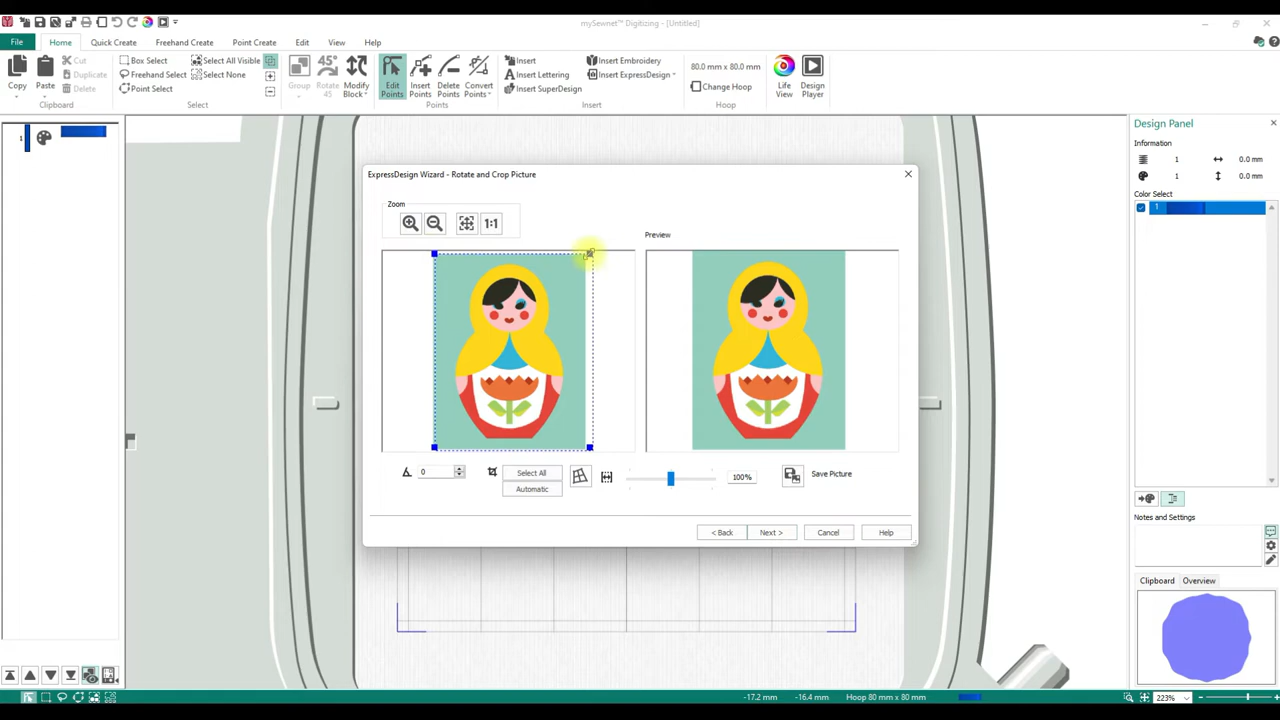 mySewnet™ Digitizing - [Untitled]
File Home Quick Create Freehand Create Point Create Edit View Help
Copy
Paste
Cut
Duplicate
Delete
Clipboard
Box Select
Freehand Select
Point Select
Select All Visible
Select None
Select
Group
Rotate
45
45°
Modify
Block
Edit
Points
Insert
Points
Delete
Points
Convert
Points
Points
Insert
Insert Lettering
Insert SuperDesign
Insert Embroidery
Insert ExpressDesign
Insert
80.0 mm x 80.0 mm
Change Hoop
Hoop
Life
View
Design
Player
1
ExpressDesign Wizard - Rotate and Crop Picture
Zoom
1:1
Preview
0
Select All
Automatic
100%
Save Picture
< Back
Next >
Cancel
Help
Design Panel
Information
1 0.0 mm
1 0.0 mm
Color Select
1
Notes and Settings
Clipboard Overview
-17.2 mm -16.4 mm Hoop 80 mm x 80 mm
223%